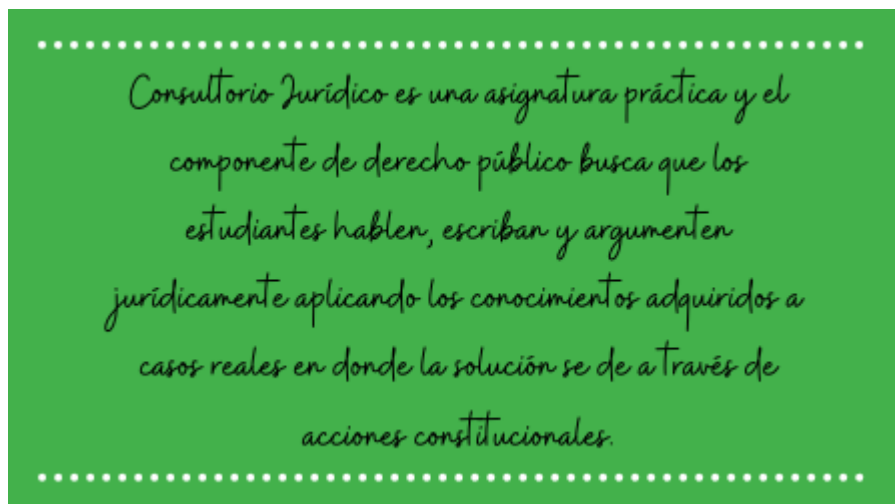 Consultorio Jurídico es una asignatura práctica y el
componente de derecho público busca que los
estudiantes hablen, escriban y argumenten
jurídicamente aplicando los conocimientos adquiridos a
casos reales en donde la solución se de a través de
acciones constitucionales.